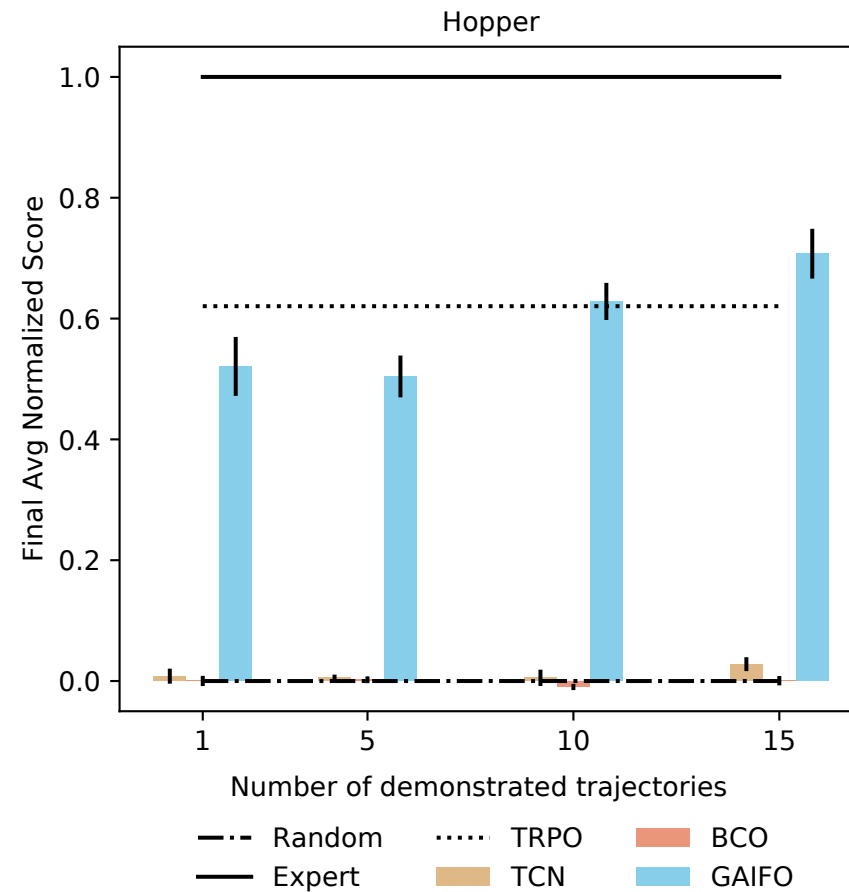 Hopper
1.0
0.8
0.6
0.4
0.2
0.0
Final Avg Normalized Score
1 5 10 15
Number of demonstrated trajectories
Random TRPO BCO
Expert TCN GAIFO